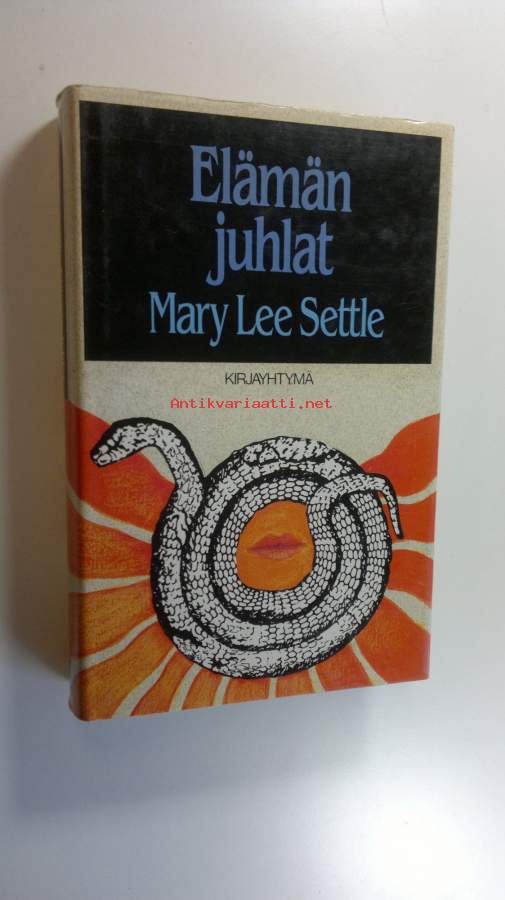 Elämän
juhlat
Mary Lee Settle
KIRJAYHTYMÄ
Antikvariaatti.net